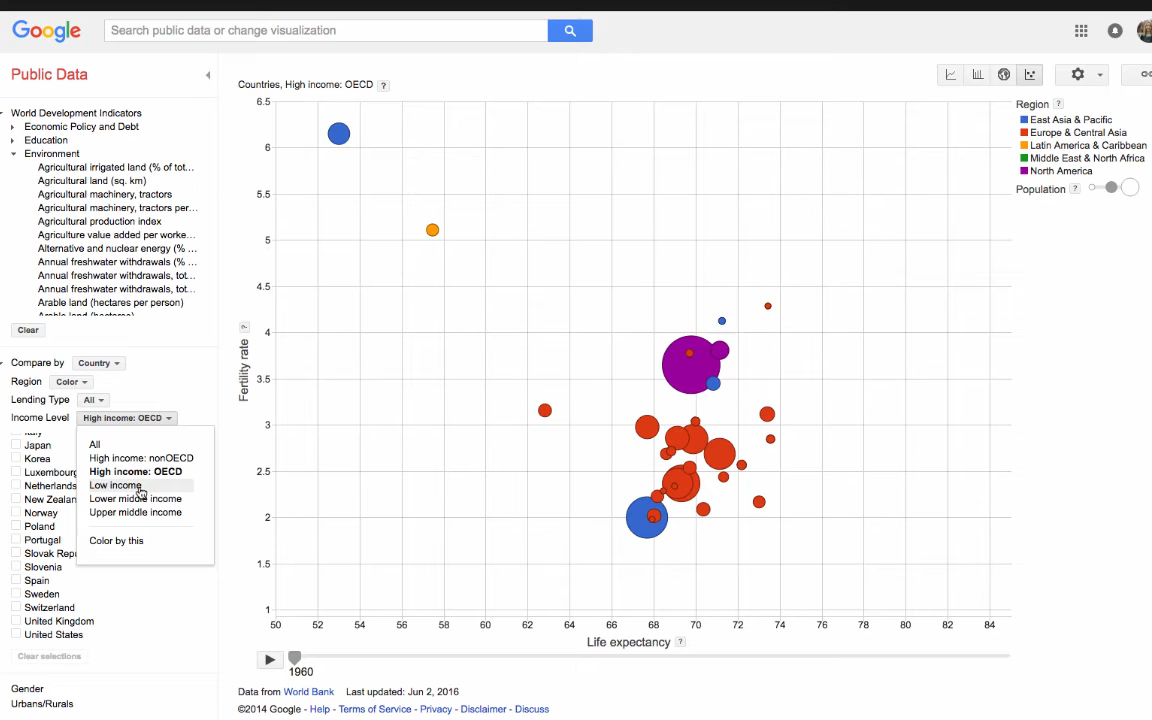 Google
Search public data or change visualization
Public Data
World Development Indicators
Economic Policy and Debt
Education
Environment
Agricultural irrigated land (% of tot...
Agricultural land (sq. km)
Agricultural machinery, tractors
Agricultural machinery, tractors per...
Agricultural production index
Agriculture value added per worke...
Alternative and nuclear energy (% ...
Annual freshwater withdrawals (% ...
Annual freshwater withdrawals, tot...
Annual freshwater withdrawals, tot...
Arable land (hectares per person)
Arable land (hectares)
Clear
Compare by Country
Region Color
Lending Type All
Income Level High income: OECD
Italy
Japan
Korea
Luxembourg
Netherlands
New Zealan
Norway
Poland
Portugal
Slovak Repu
Slovenia
Spain
Sweden
Switzerland
United Kingdom
United States
All
High income: nonOECD
High income: OECD
Low income
Lower middle income
Upper middle income
Color by this
Clear selections
Gender
Urbans/Rurals
Countries, High income: OECD ?
6.5
6
5.5
5
4.5
4
3.5
3
2.5
2
1.5
1
Fertility rate ?
50 52 54 56 58 60 62 64 66 68 70 72 74 76 78 80 82 84
Life expectancy ?
1960
Region ?
East Asia & Pacific
Europe & Central Asia
Latin America & Caribbean
Middle East & North Africa
North America
Population ?
Data from World Bank Last updated: Jun 2, 2016
©2014 Google - Help - Terms of Service - Privacy - Disclaimer - Discuss